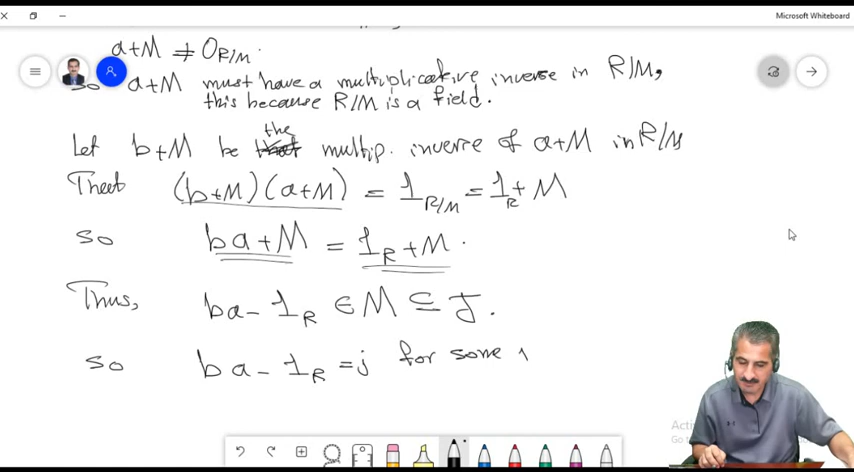 Microsoft Whiteboard
a+M ≠ 0R/M.
so a+M must have a multiplicative inverse in R/M,
this because R/M is a field.
the
Let b+M be multip. inverse of a+M in R/M
(b+M)(a+M) = 1R/M = 1R + M
so ba+M = 1R+M.
Thus, ba - 1R ∈ M ⊆ J.
so ba - 1R = j for some